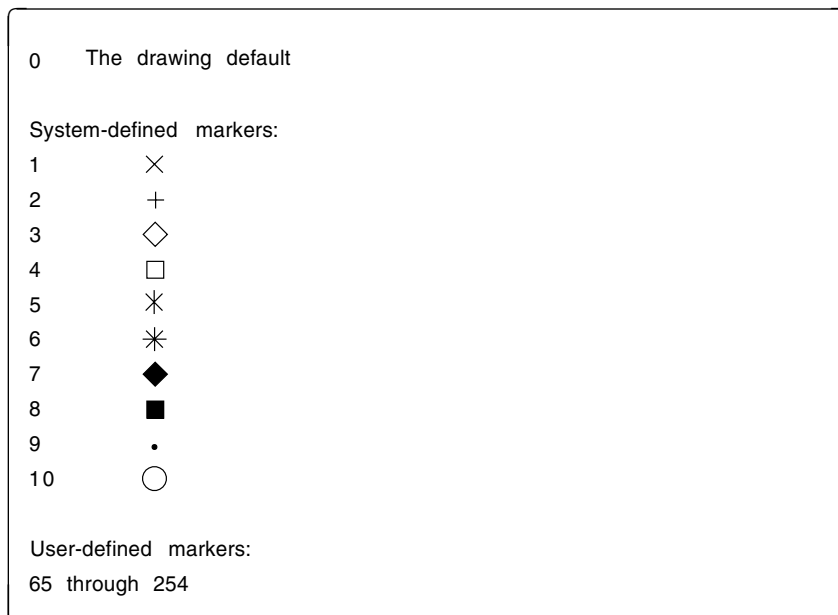 0 The drawing default
System-defined markers:
1 ×
2 +
3 ◇
4 □
5
6
7 ◆
8 ■
9 •
10 ○
User-defined markers:
65 through 254